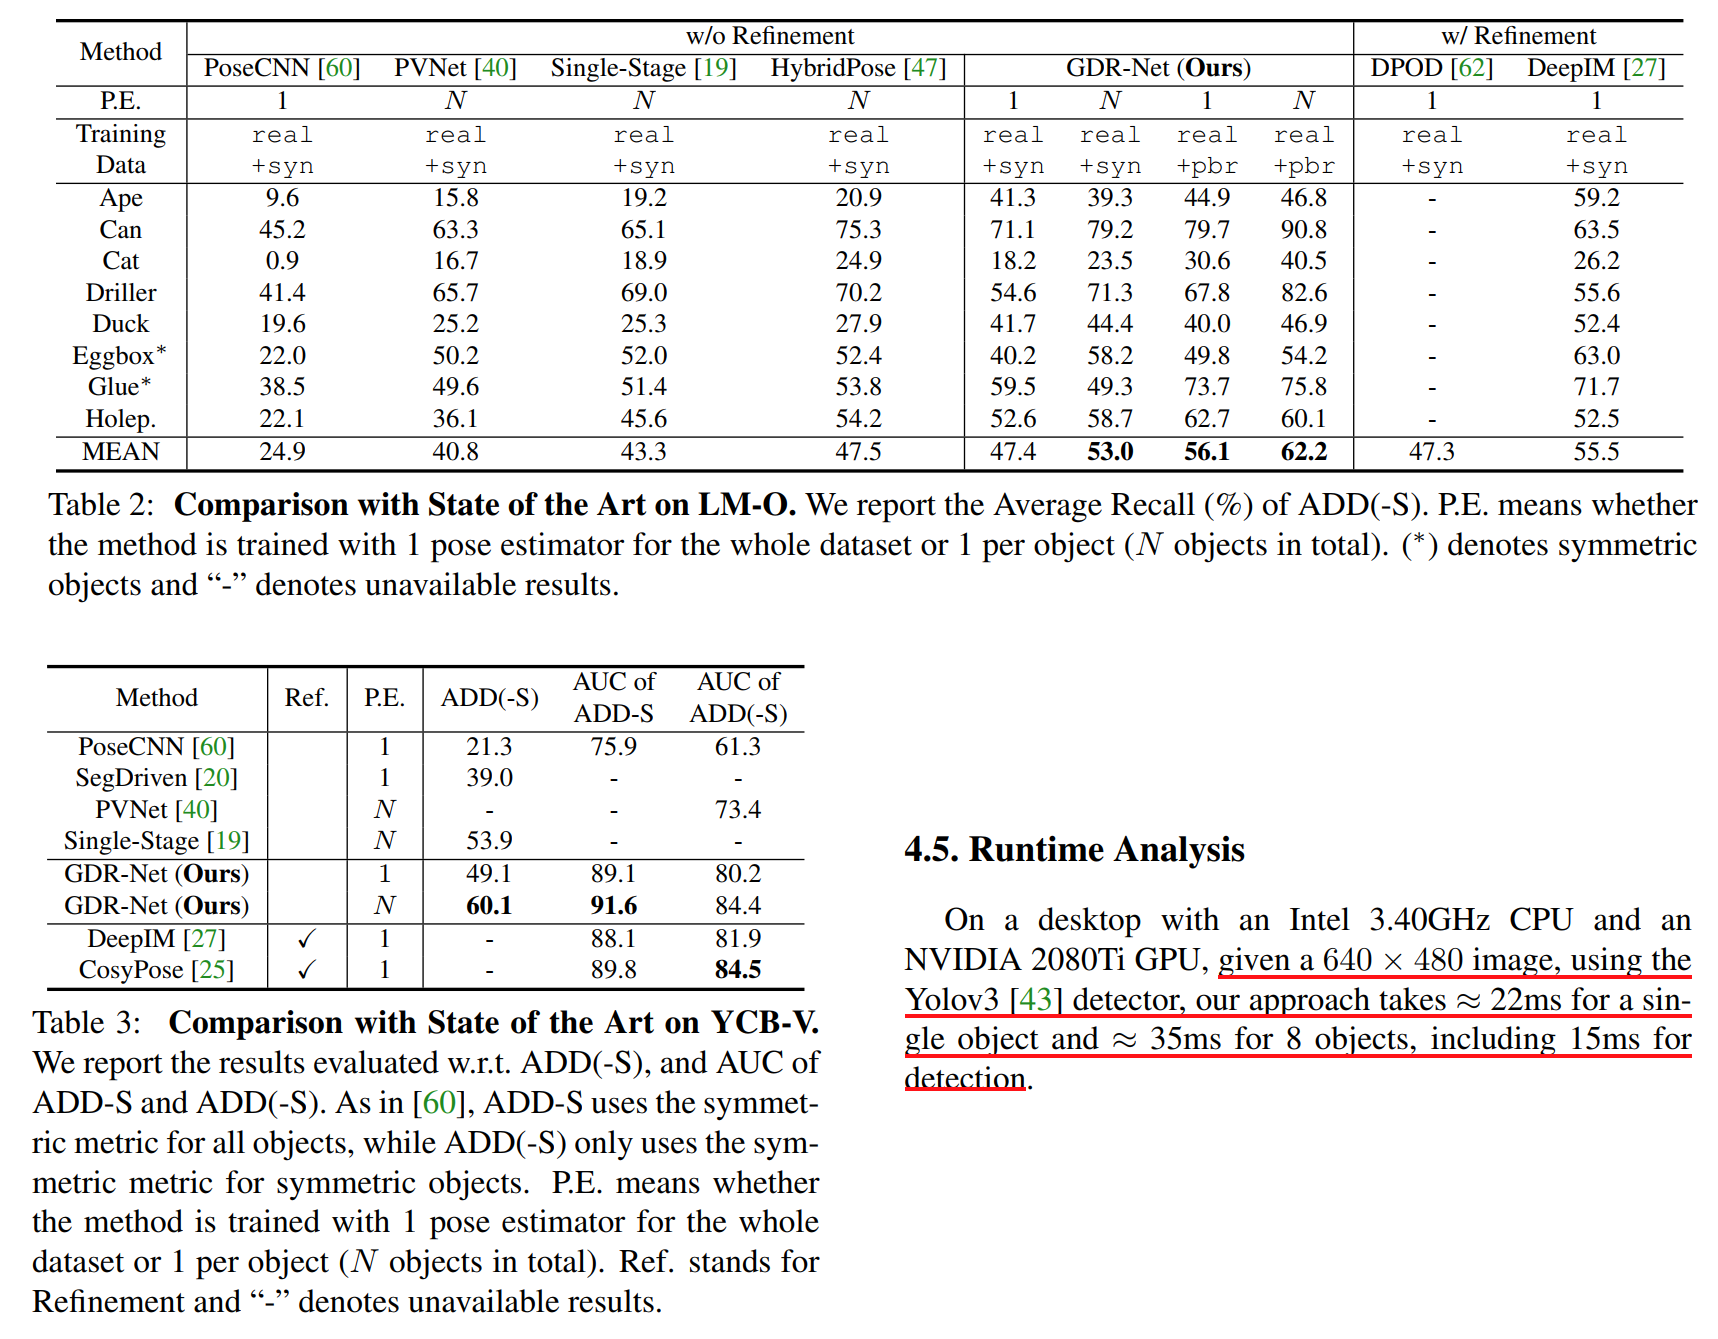 Method w/o Refinement w/ Refinement
PoseCNN [60] PVNet [40] Single-Stage [19] HybridPose [47] GDR-Net (Ours) DPOD [62] DeepIM [27]
P.E. 1 N N N 1 N 1 N 1 1
Training real real real real real real real real real real
Data +syn +syn +syn +syn +syn +syn +pbr +pbr +syn +syn
Ape 9.6 15.8 19.2 20.9 41.3 39.3 44.9 46.8 - 59.2
Can 45.2 63.3 65.1 75.3 71.1 79.2 79.7 90.8 - 63.5
Cat 0.9 16.7 18.9 24.9 18.2 23.5 30.6 40.5 - 26.2
Driller 41.4 65.7 69.0 70.2 54.6 71.3 67.8 82.6 - 55.6
Duck 19.6 25.2 25.3 27.9 41.7 44.4 40.0 46.9 - 52.4
Eggbox* 22.0 50.2 52.0 52.4 40.2 58.2 49.8 54.2 - 63.0
Glue* 38.5 49.6 51.4 53.8 59.5 49.3 73.7 75.8 - 71.7
Holep. 22.1 36.1 45.6 54.2 52.6 58.7 62.7 60.1 - 52.5
MEAN 24.9 40.8 43.3 47.5 47.4 53.0 56.1 62.2 47.3 55.5
Table 2: Comparison with State of the Art on LM-O. We report the Average Recall (%) of ADD(-S). P.E. means whether
the method is trained with 1 pose estimator for the whole dataset or 1 per object (N objects in total). (*) denotes symmetric
objects and “-” denotes unavailable results.
Method Ref. P.E. ADD(-S) AUC of ADD-S AUC of ADD(-S)
PoseCNN [60] 1 21.3 75.9 61.3
SegDriven [20] 1 39.0 - -
PVNet [40] N - - 73.4
Single-Stage [19] N 53.9 - -
GDR-Net (Ours) 1 49.1 89.1 80.2
GDR-Net (Ours) N 60.1 91.6 84.4
DeepIM [27] ✓ 1 - 88.1 81.9
CosyPose [25] ✓ 1 - 89.8 84.5
Table 3: Comparison with State of the Art on YCB-V.
We report the results evaluated w.r.t. ADD(-S), and AUC of
ADD-S and ADD(-S). As in [60], ADD-S uses the symmet-
ric metric for all objects, while ADD(-S) only uses the sym-
metric metric for symmetric objects. P.E. means whether
the method is trained with 1 pose estimator for the whole
dataset or 1 per object (N objects in total). Ref. stands for
Refinement and “-” denotes unavailable results.
4.5. Runtime Analysis
On a desktop with an Intel 3.40GHz CPU and an
NVIDIA 2080Ti GPU, given a 640 × 480 image, using the
Yolov3 [43] detector, our approach takes ≈ 22ms for a sin-
gle object and ≈ 35ms for 8 objects, including 15ms for
detection.